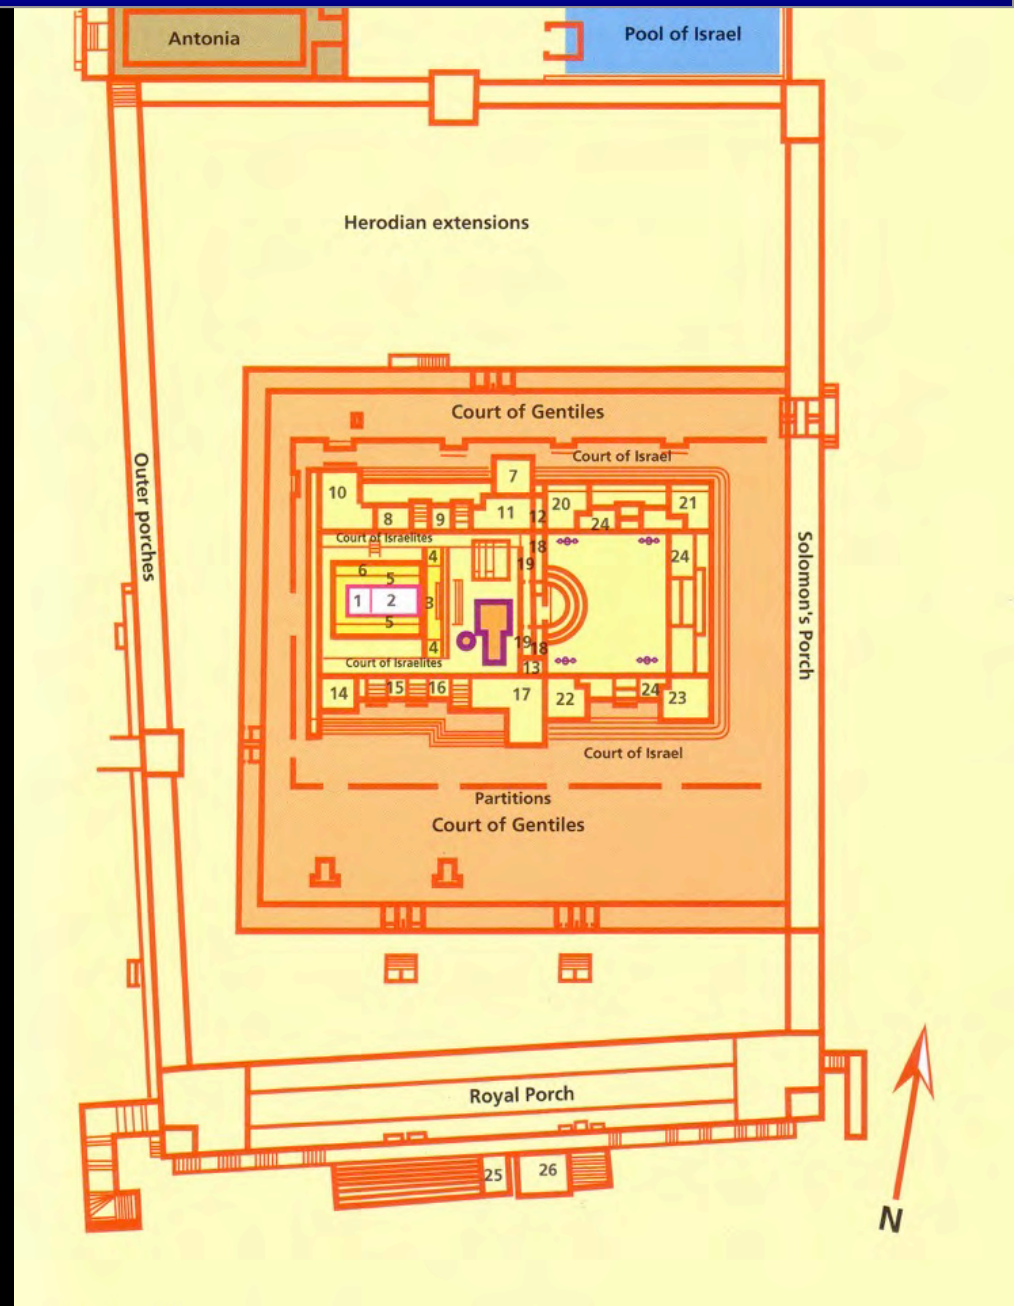 Antonia
Pool of Israel
Herodian extensions
Court of Gentiles
Court of Israel
7
10
20
21
8
9
11
12
24
Court of Israelites
18
4
19
24
6
5
1
2
3
5
4
19
18
Court of Israelites
13
14
15
16
17
22
24
23
Court of Israel
Outer porches
Solomon's Porch
Partitions
Court of Gentiles
Royal Porch
25
26
N